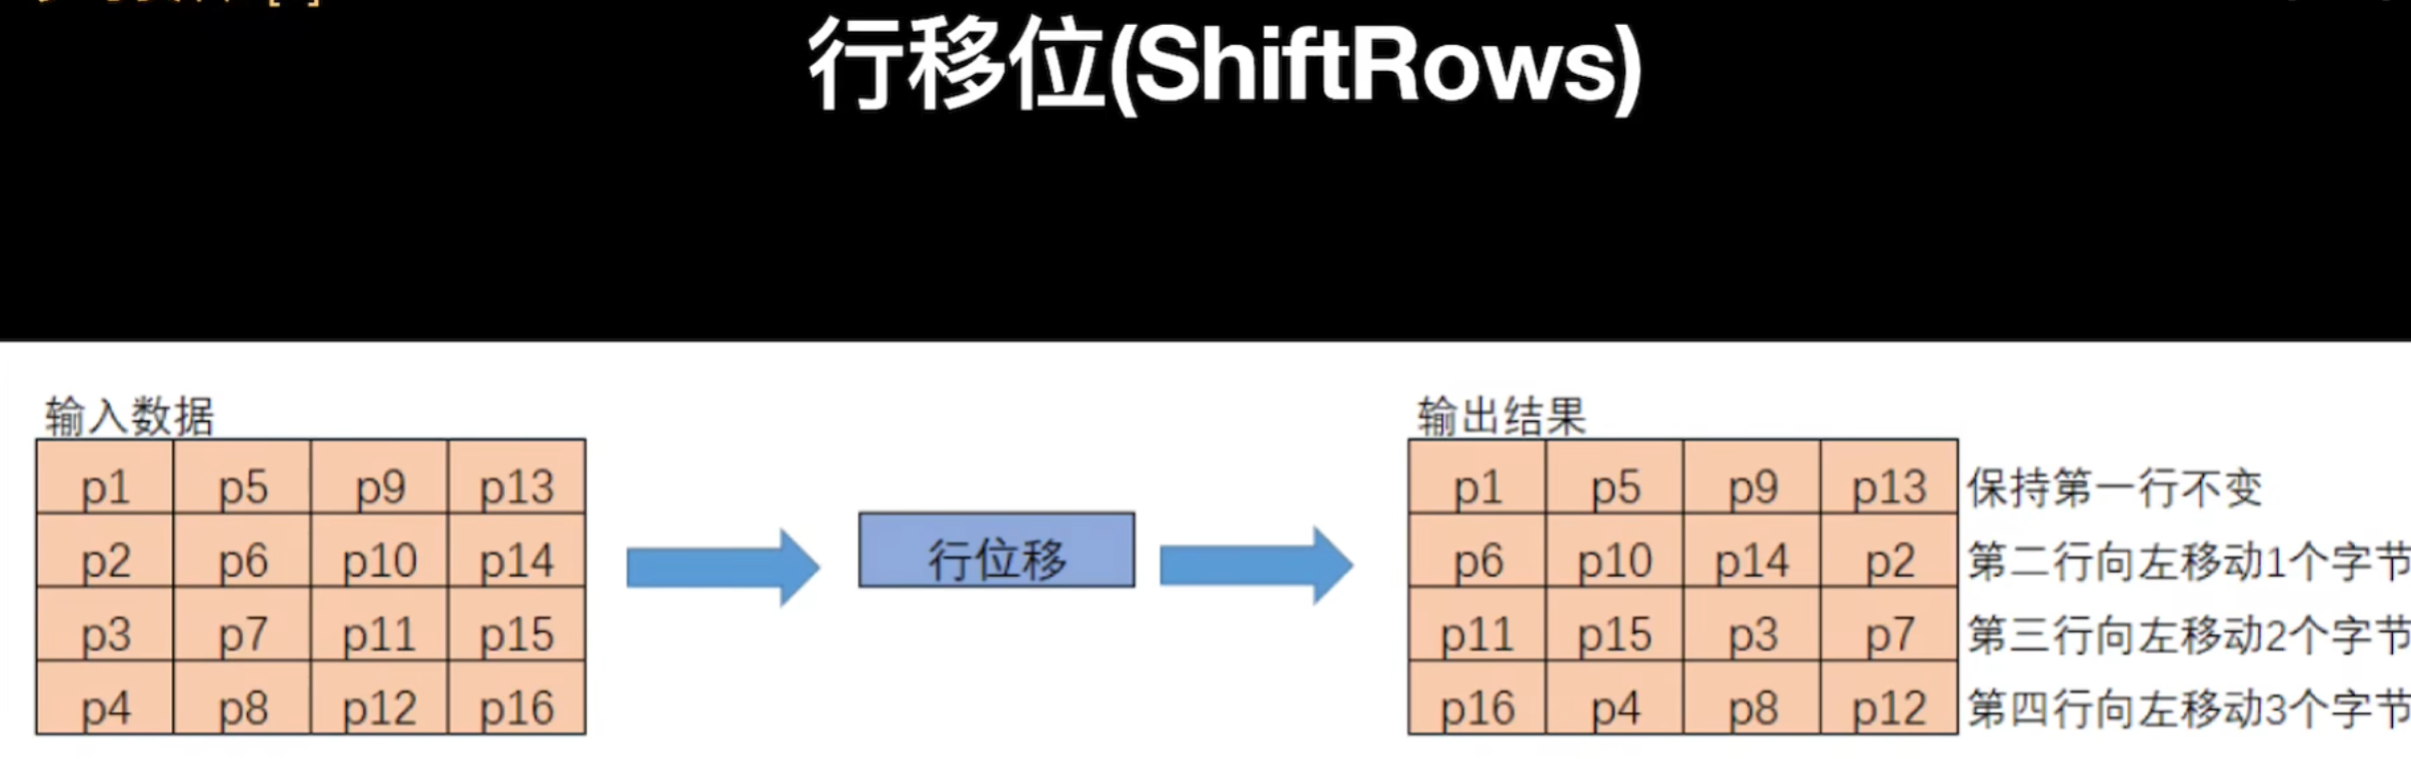 行移位(ShiftRows)
输入数据
p1 p5 p9 p13
p2 p6 p10 p14
p3 p7 p11 p15
p4 p8 p12 p16
行位移
输出结果
p1 p5 p9 p13 保持第一行不变
p6 p10 p14 p2 第二行向左移动1个字节
p11 p15 p3 p7 第三行向左移动2个字节
p16 p4 p8 p12 第四行向左移动3个字节